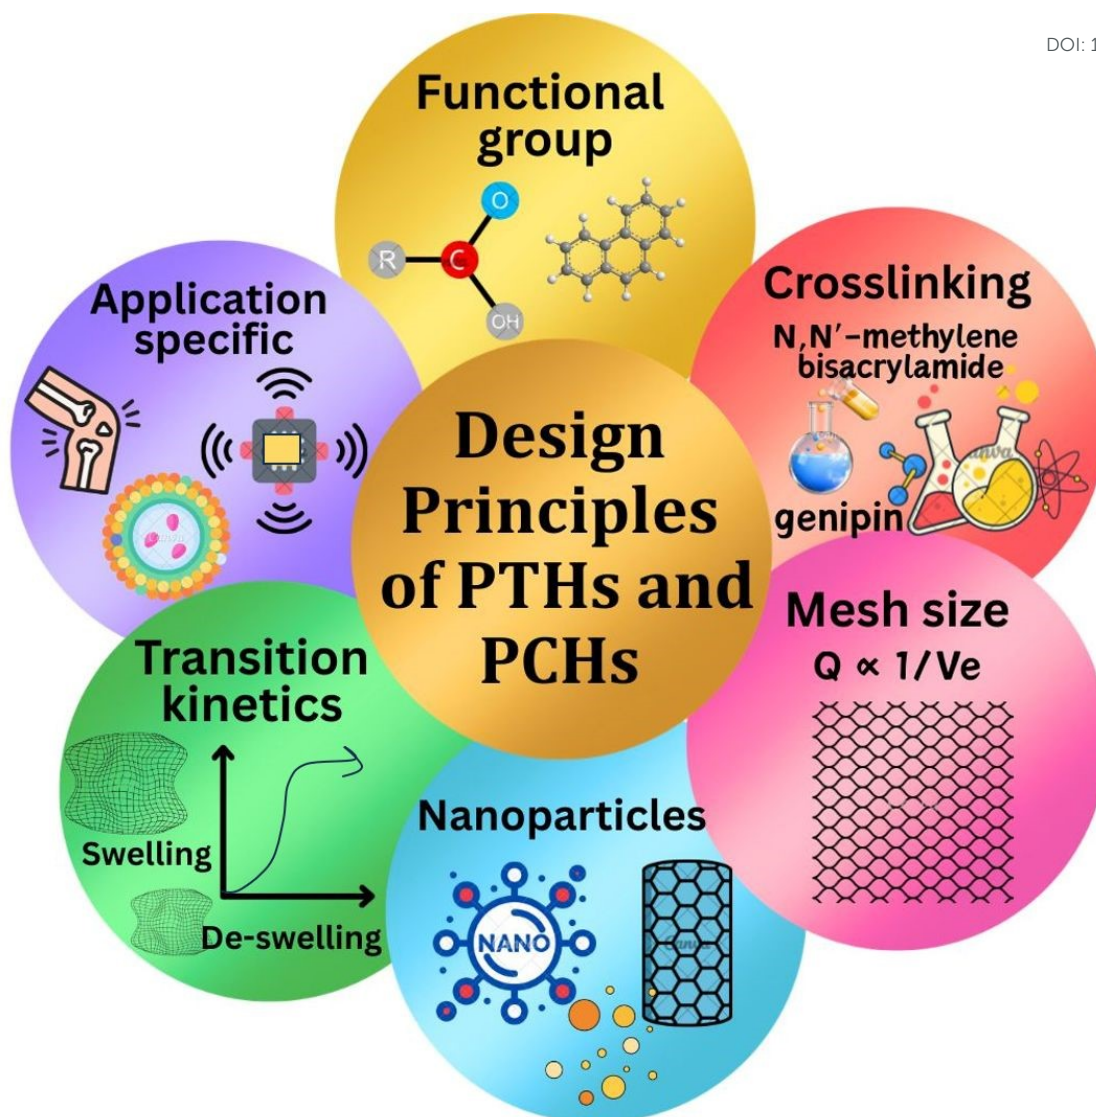 DOI: 1
Functional
group
O
R
C
OH
Application
specific
Crosslinking
N,N'-methylene
bisacrylamide
genipin
Design
Principles
of PTHs and
PCHs
Mesh size
Q ∝ 1/Ve
Transition
kinetics
Swelling
De-swelling
Nanoparticles
NANO
Canva